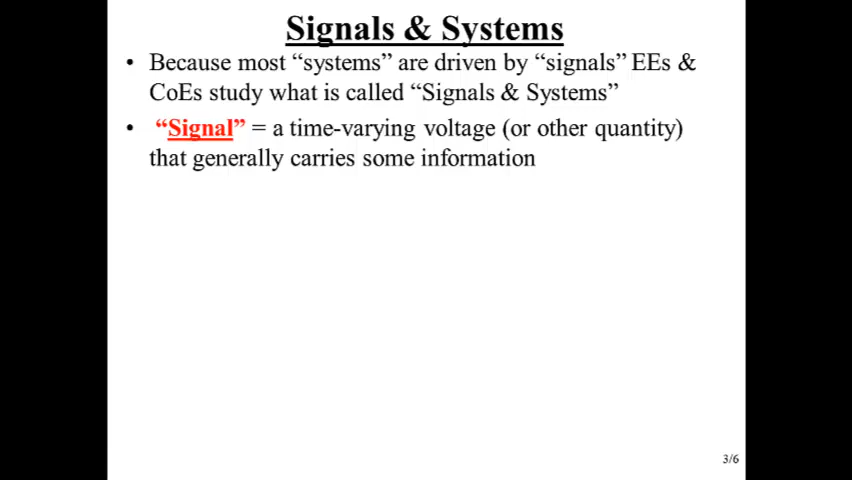 Signals & Systems
• Because most “systems” are driven by “signals” EEs &
CoEs study what is called “Signals & Systems”
• “Signal” = a time-varying voltage (or other quantity)
that generally carries some information
3/6